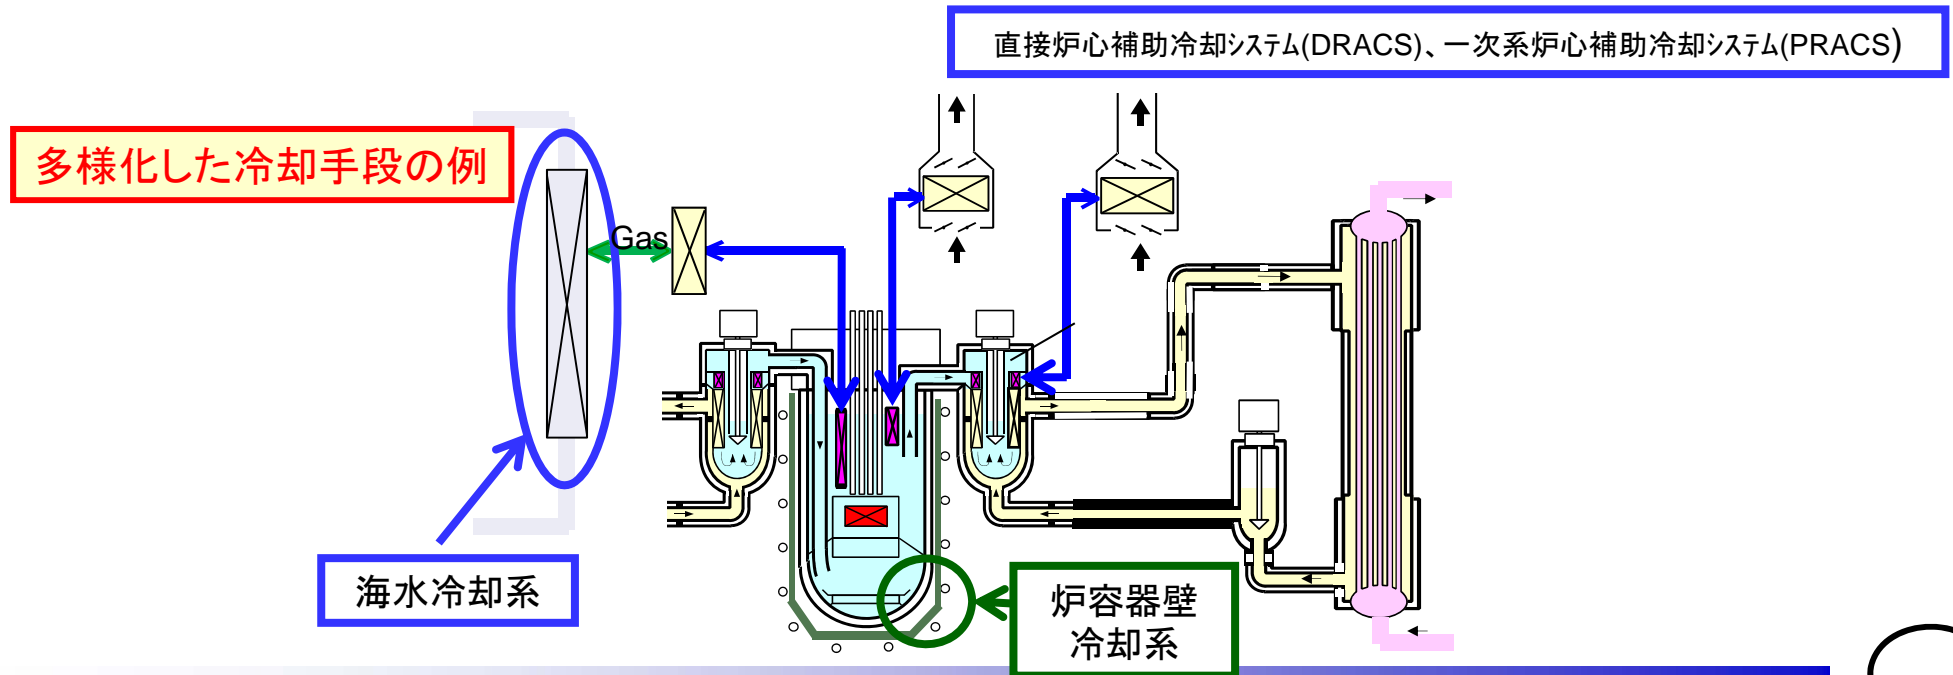 直接炉心補助冷却ｼｽﾃﾑ(DRACS)、一次系炉心補助冷却ｼｽﾃﾑ(PRACS)
多様化した冷却手段の例
Gas
海水冷却系
炉容器壁
冷却系